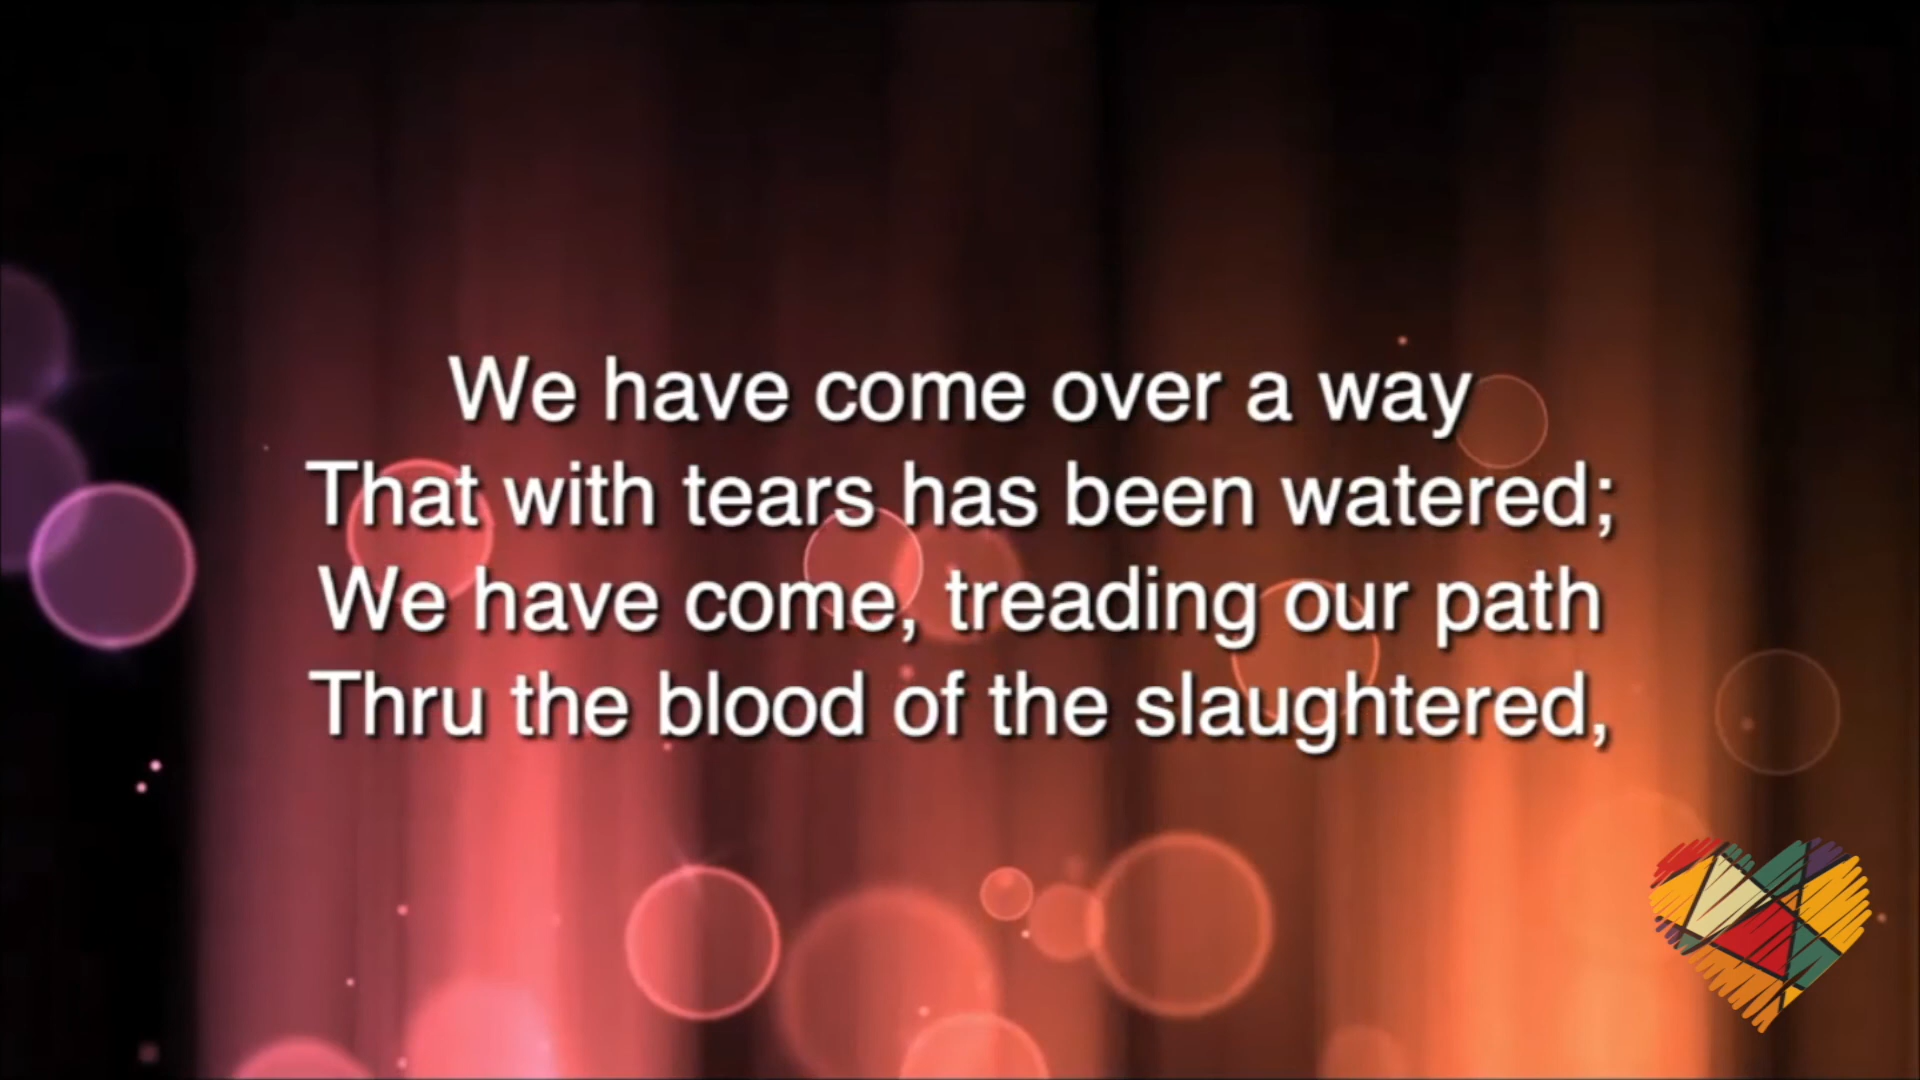 We have come over a way
That with tears has been watered;
We have come, treading our path
Thru the blood of the slaughtered,